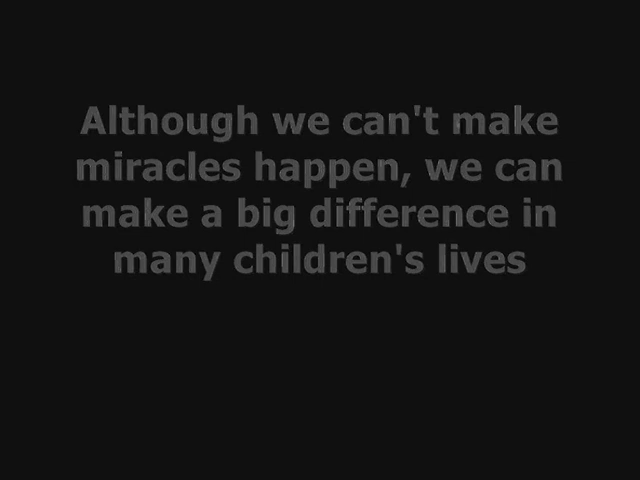 Although we can't make
miracles happen, we can
make a big difference in
many children's lives